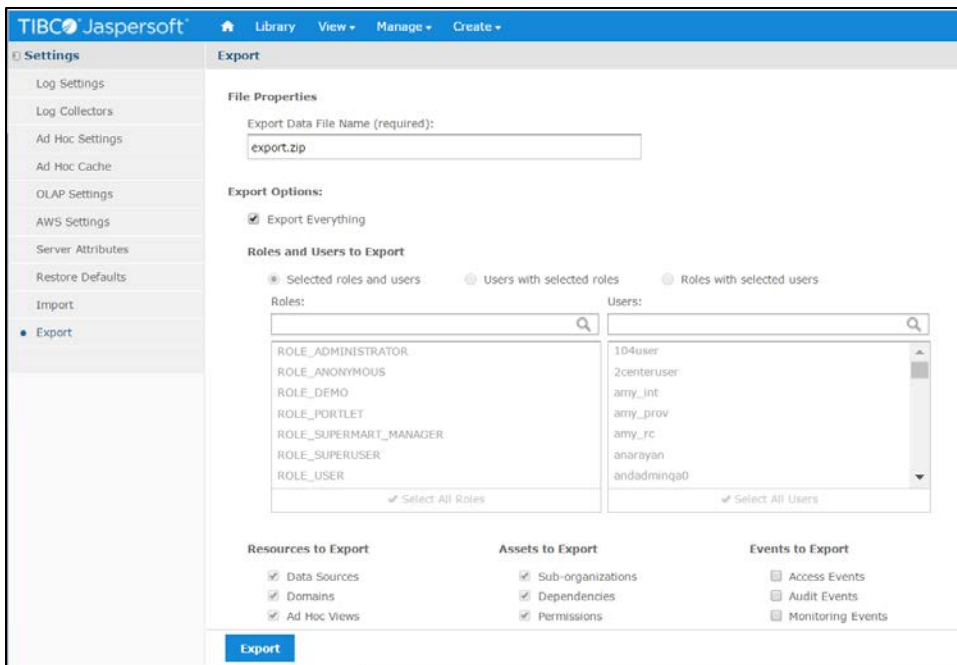 TIBCO Jaspersoft
Library View Manage Create
Settings
Export
Log Settings
Log Collectors
Ad Hoc Settings
Ad Hoc Cache
OLAP Settings
AWS Settings
Server Attributes
Restore Defaults
Import
Export
File Properties
Export Data File Name (required):
export.zip
Export Options:
Export Everything
Roles and Users to Export
Selected roles and users Users with selected roles Roles with selected users
Roles:
ROLE_ADMINISTRATOR
ROLE_ANONYMOUS
ROLE_DEMO
ROLE_PORTLET
ROLE_SUPERMART_MANAGER
ROLE_SUPERUSER
ROLE_USER
Select All Roles
Users:
104user
2centeruser
amy_int
amy_prov
amy_rc
anarayan
andadminqa0
Select All Users
Resources to Export
Data Sources
Domains
Ad Hoc Views
Assets to Export
Sub-organizations
Dependencies
Permissions
Events to Export
Access Events
Audit Events
Monitoring Events
Export